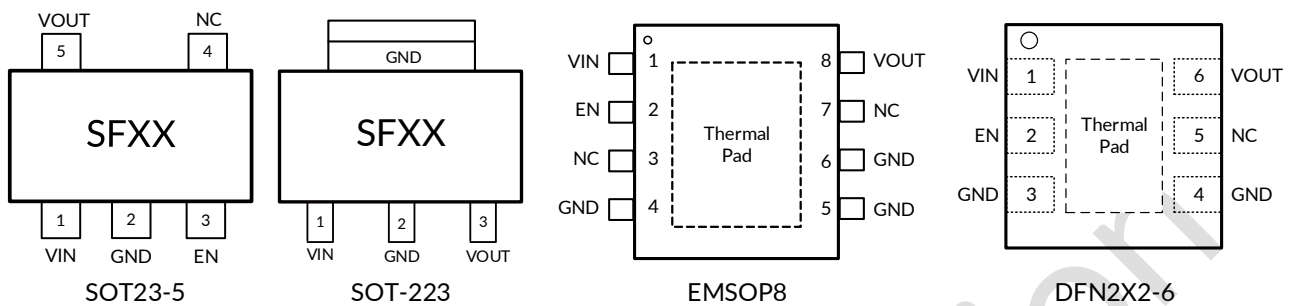 VOUT
NC
5
4
SFXX
1
2
3
VIN
GND
EN
SOT23-5
GND
SFXX
1
2
3
VIN
GND
VOUT
SOT-223
VIN 1
8 VOUT
EN 2
7 NC
Thermal
Pad
NC 3
6 GND
GND 4
5 GND
EMSOP8
VIN 1
6 VOUT
EN 2
5 NC
Thermal
Pad
GND 3
4 GND
DFN2X2-6